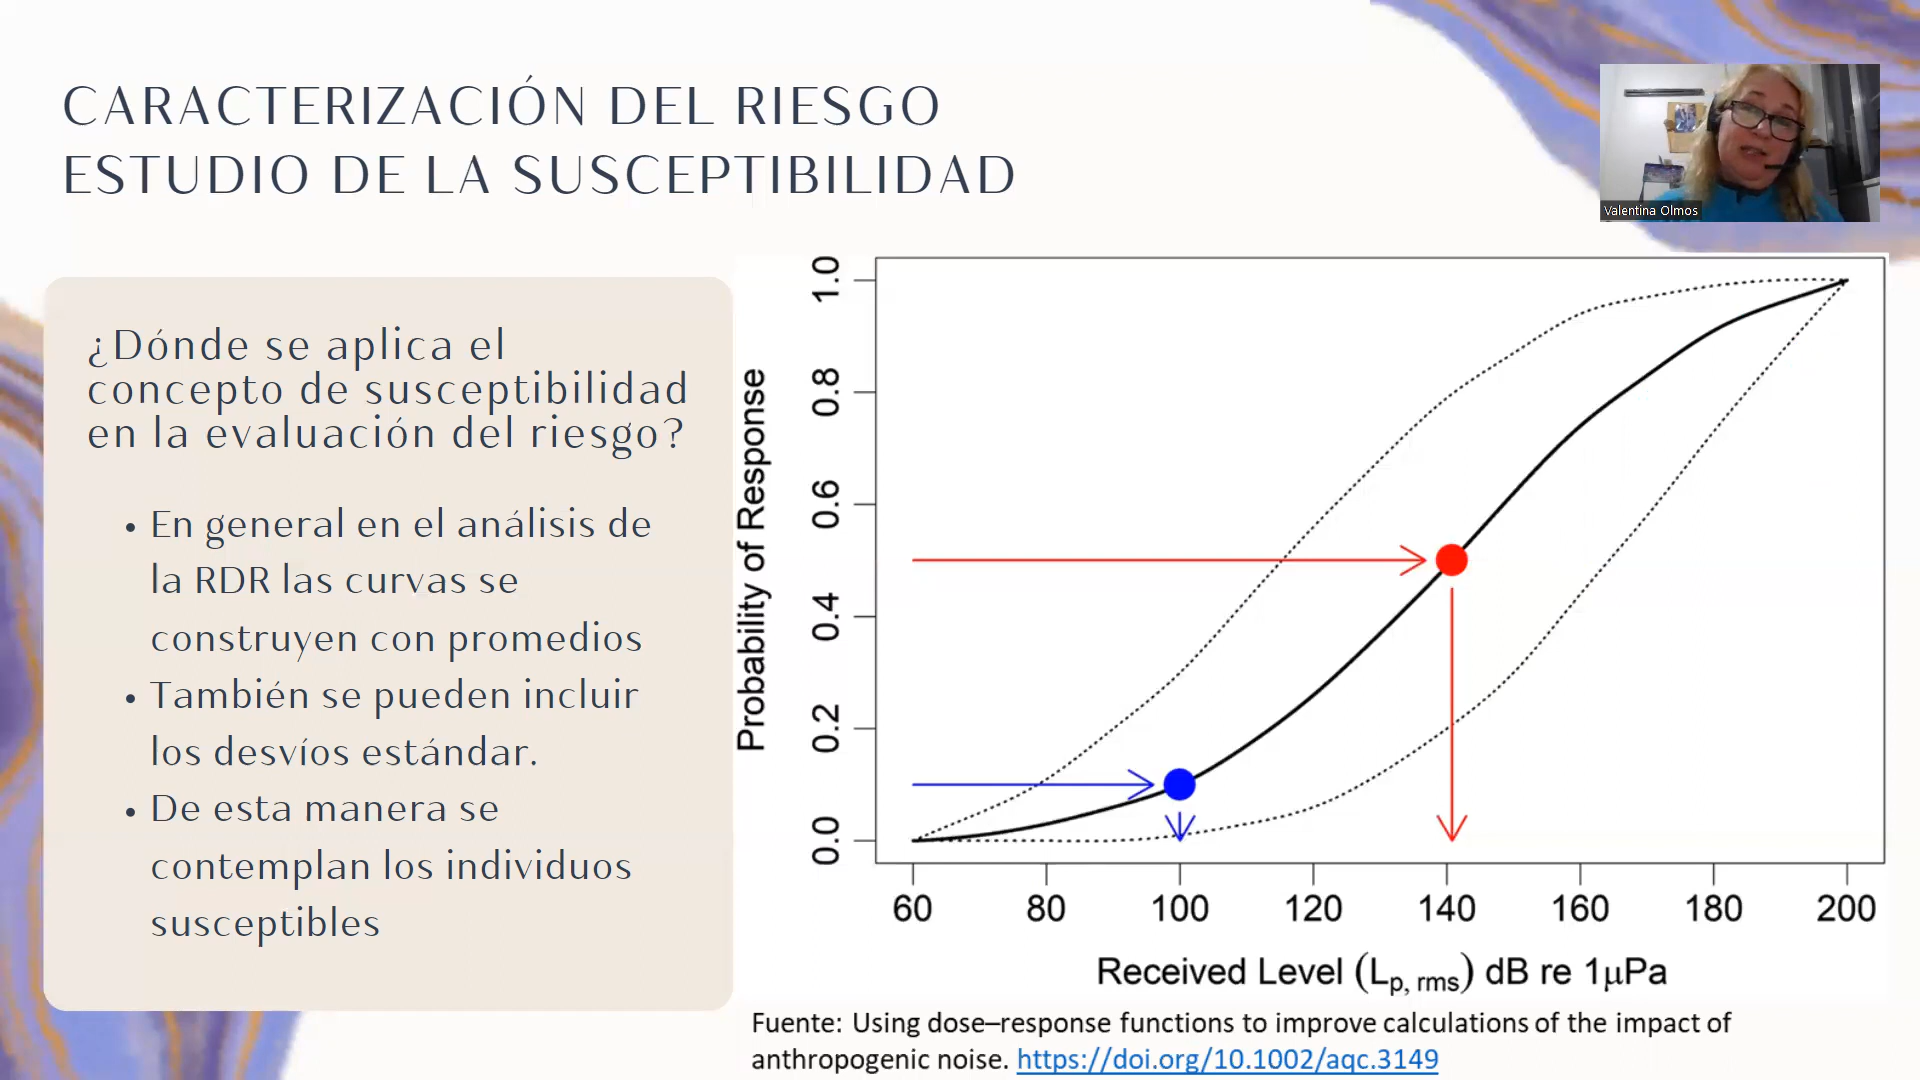 CARACTERIZACIÓN DEL RIESGO
ESTUDIO DE LA SUSCEPTIBILIDAD
Valentina Olmos
¿Dónde se aplica el
concepto de susceptibilidad
en la evaluación del riesgo?
• En general en el análisis de
la RDR las curvas se
construyen con promedios
• También se pueden incluir
los desvíos estándar.
• De esta manera se
contemplan los individuos
susceptibles
Probability of Response
1.0
0.8
0.6
0.4
0.2
0.0
60 80 100 120 140 160 180 200
Received Level (Lp, rms) dB re 1μPa
Fuente: Using dose–response functions to improve calculations of the impact of
anthropogenic noise. https://doi.org/10.1002/aqc.3149